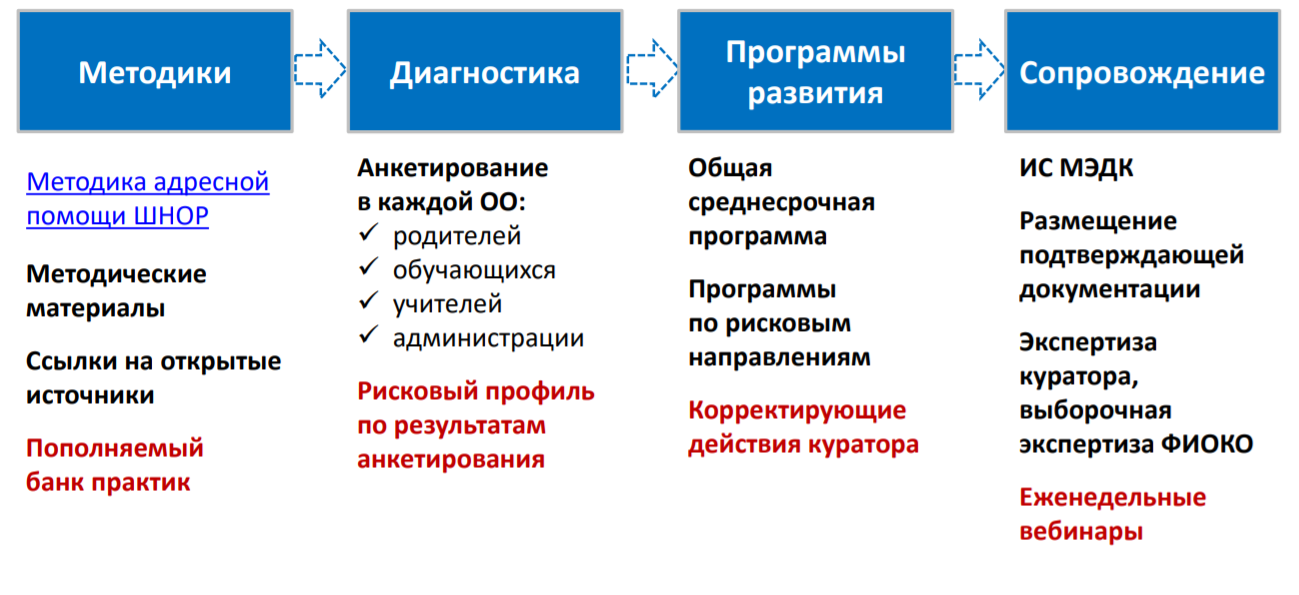 Методики
Диагностика
Программы
развития
Сопровождение
Методика адресной
помощи ШНОР
Методические
материалы
Ссылки на открытые
источники
Пополняемый
банк практик
Анкетирование
в каждой ОО:
✓ родителей
✓ обучающихся
✓ учителей
✓ администрации
Рисковый профиль
по результатам
анкетирования
Общая
среднесрочная
программа
Программы
по рисковым
направлениям
Корректирующие
действия куратора
ИС МЭДК
Размещение
подтверждающей
документации
Экспертиза
куратора,
выборочная
экспертиза ФИОКО
Еженедельные
вебинары